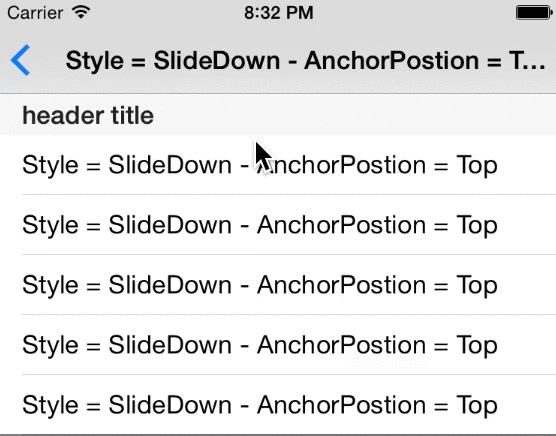 Carrier 8:32 PM
Style = SlideDown - AnchorPostion = T...
header title
Style = SlideDown - AnchorPostion = Top
Style = SlideDown - AnchorPostion = Top
Style = SlideDown - AnchorPostion = Top
Style = SlideDown - AnchorPostion = Top
Style = SlideDown - AnchorPostion = Top